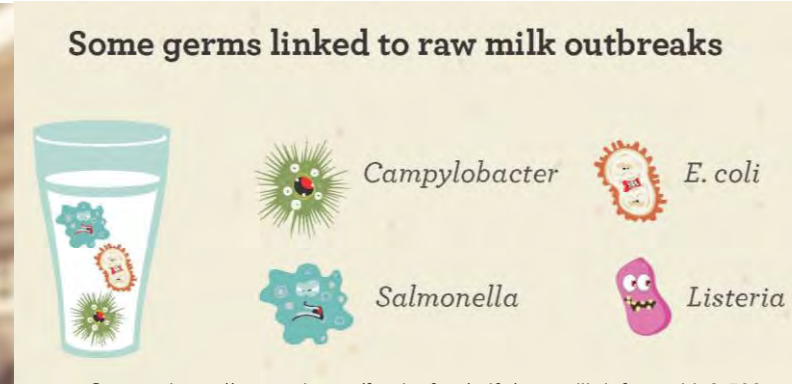 Some germs linked to raw milk outbreaks
Campylobacter
E. coli
Salmonella
Listeria